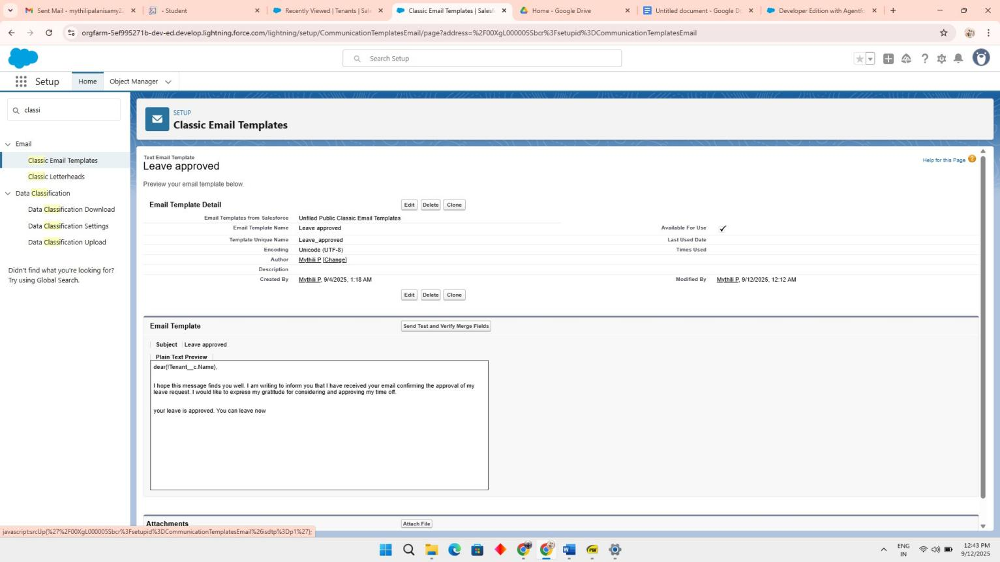 Sent Mail - mythilipalanisamy2
- Student
Recently Viewed | Tenants | Sale
Classic Email Templates | Salesf
Home - Google Drive
Untitled document - Google Do
Developer Edition with Agentfo
orgfarm-5ef995271b-dev-ed.develop.lightning.force.com/lightning/setup/CommunicationTemplatesEmail/page?address=%2F00XgL000005Sbcr%3Fsetupid%3DCommunicationTemplatesEmail
Search Setup
Setup
Home
Object Manager
classi
SETUP
Classic Email Templates
Email
Classic Email Templates
Classic Letterheads
Data Classification
Data Classification Download
Data Classification Settings
Data Classification Upload
Didn't find what you're looking for?
Try using Global Search.
Text Email Template
Leave approved
Help for this Page
Preview your email template below.
Email Template Detail
Edit Delete Clone
Email Templates from Salesforce Unfiled Public Classic Email Templates
Email Template Name Leave approved Available For Use ✓
Template Unique Name Leave_approved Last Used Date
Encoding Unicode (UTF-8) Times Used
Author Mythili P [Change]
Description
Created By Mythili P, 9/4/2025, 1:18 AM Modified By Mythili P, 9/12/2025, 12:12 AM
Edit Delete Clone
Email Template
Send Test and Verify Merge Fields
Subject Leave approved
Plain Text Preview
dear{!Tenant__c.Name},
I hope this message finds you well. I am writing to inform you that I have received your email confirming the approval of my
leave request. I would like to express my gratitude for considering and approving my time off.
your leave is approved. You can leave now
Attachments
Attach File
javascript:srcUp(%27%2F00XgL000005Sbcr%3Fsetupid%3DCommunicationTemplatesEmail%26isdtp%3Dp1%27);
ENG
IN
12:43 PM
9/12/2025